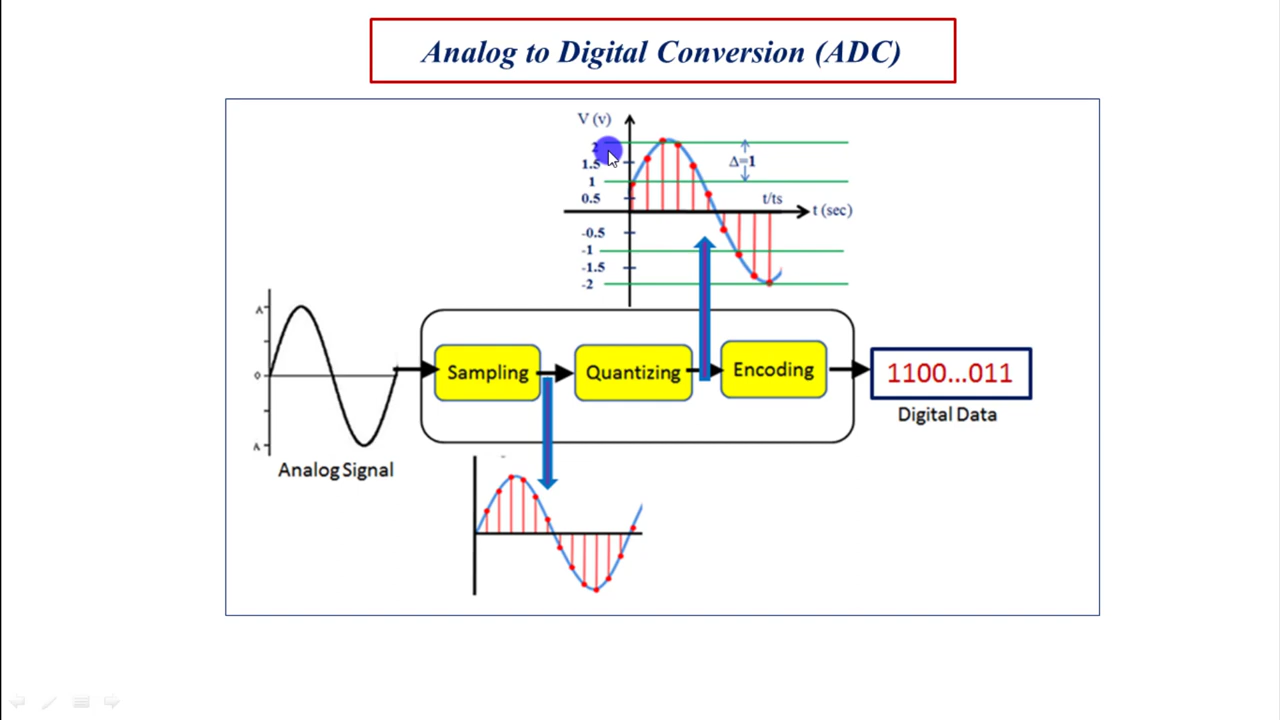 Analog to Digital Conversion (ADC)
V (v)
2
1.5
1
0.5
-0.5
-1
-1.5
-2
Δ=1
t/ts
t (sec)
A
0
A
Analog Signal
Sampling
Quantizing
Encoding
1100...011
Digital Data